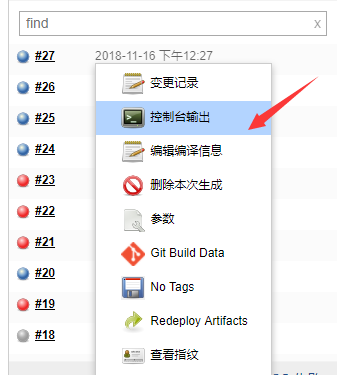 find x
#27 2018-11-16 下午12:27
变更记录
#26
控制台输出
#25
编辑编译信息
#24
删除本次生成
#23
参数
#22
Git Build Data
#21
No Tags
#20
Redeploy Artifacts
#19
查看指纹
#18